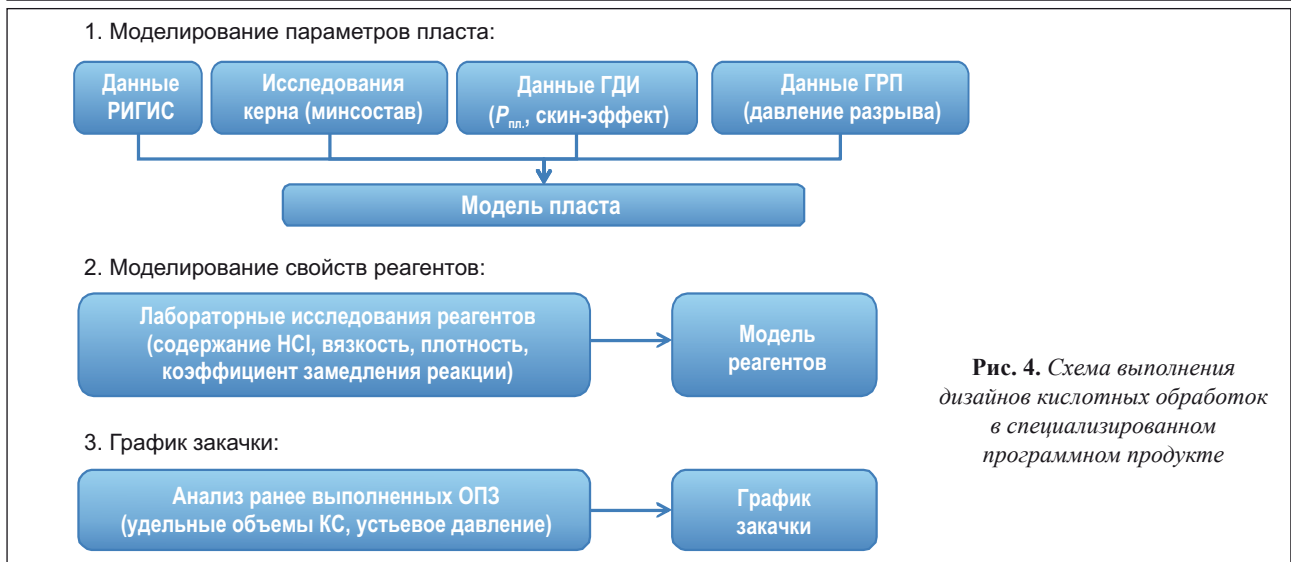 1. Моделирование параметров пласта:
Данные
РИГИС
Исследования
керна (минсостав)
Данные ГДИ
(Pпл., скин-эффект)
Данные ГРП
(давление разрыва)
Модель пласта
2. Моделирование свойств реагентов:
Лабораторные исследования реагентов
(содержание HCl, вязкость, плотность,
коэффициент замедления реакции)
Модель
реагентов
3. График закачки:
Анализ ранее выполненных ОПЗ
(удельные объемы КС, устьевое давление)
График
закачки
Рис. 4. Схема выполнения
дизайнов кислотных обработок
в специализированном
программном продукте